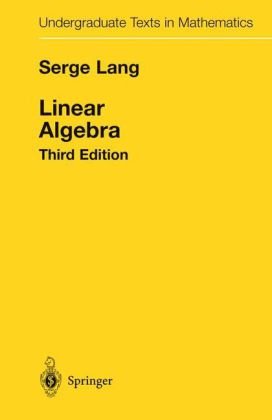 Undergraduate Texts in Mathematics
Serge Lang
Linear
Algebra
Third Edition
Springer